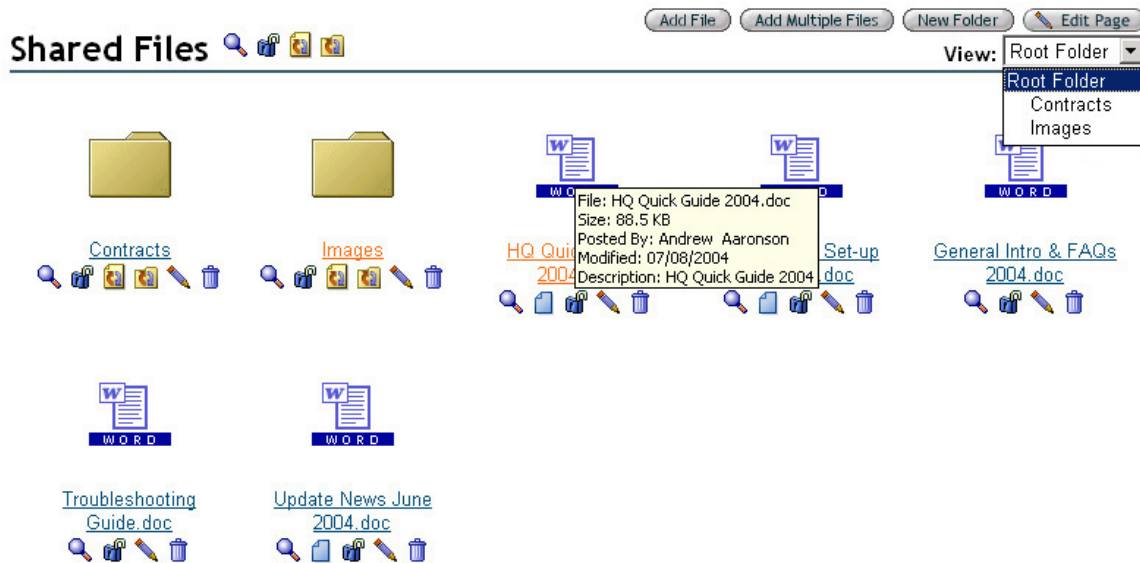 Add File
Add Multiple Files
New Folder
Edit Page
Shared Files
View:
Root Folder
Root Folder
Contracts
Images
W
W
W
WORD
Contracts
Images
File: HQ Quick Guide 2004.doc
Size: 88.5 KB
Posted By: Andrew Aaronson
Modified: 07/08/2004
Description: HQ Quick Guide 2004
HQ Quic
2004
Set-up
.doc
General Intro & FAQs
2004.doc
W
WORD
W
WORD
Troubleshooting
Guide.doc
Update News June
2004.doc